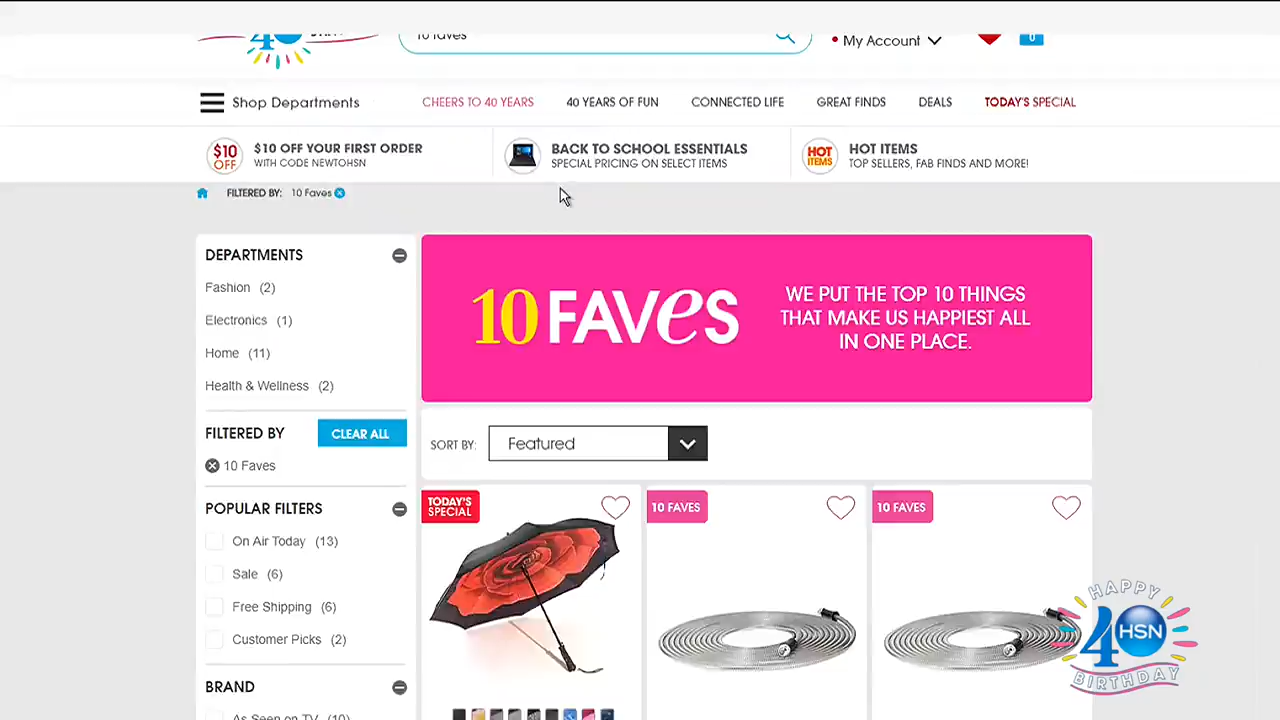 10 faves
My Account
0
Shop Departments
CHEERS TO 40 YEARS
40 YEARS OF FUN
CONNECTED LIFE
GREAT FINDS
DEALS
TODAY'S SPECIAL
$10 OFF
$10 OFF YOUR FIRST ORDER
WITH CODE NEWTOHSN
BACK TO SCHOOL ESSENTIALS
SPECIAL PRICING ON SELECT ITEMS
HOT ITEMS
HOT ITEMS
TOP SELLERS, FAB FINDS AND MORE!
FILTERED BY: 10 Faves
DEPARTMENTS
Fashion (2)
Electronics (1)
Home (11)
Health & Wellness (2)
FILTERED BY
CLEAR ALL
10 Faves
POPULAR FILTERS
On Air Today (13)
Sale (6)
Free Shipping (6)
Customer Picks (2)
BRAND
As Seen on TV (10)
10 FAVES
WE PUT THE TOP 10 THINGS
THAT MAKE US HAPPIEST ALL
IN ONE PLACE.
SORT BY:
Featured
TODAY'S
SPECIAL
10 FAVES
10 FAVES
HAPPY
40 HSN
BIRTHDAY